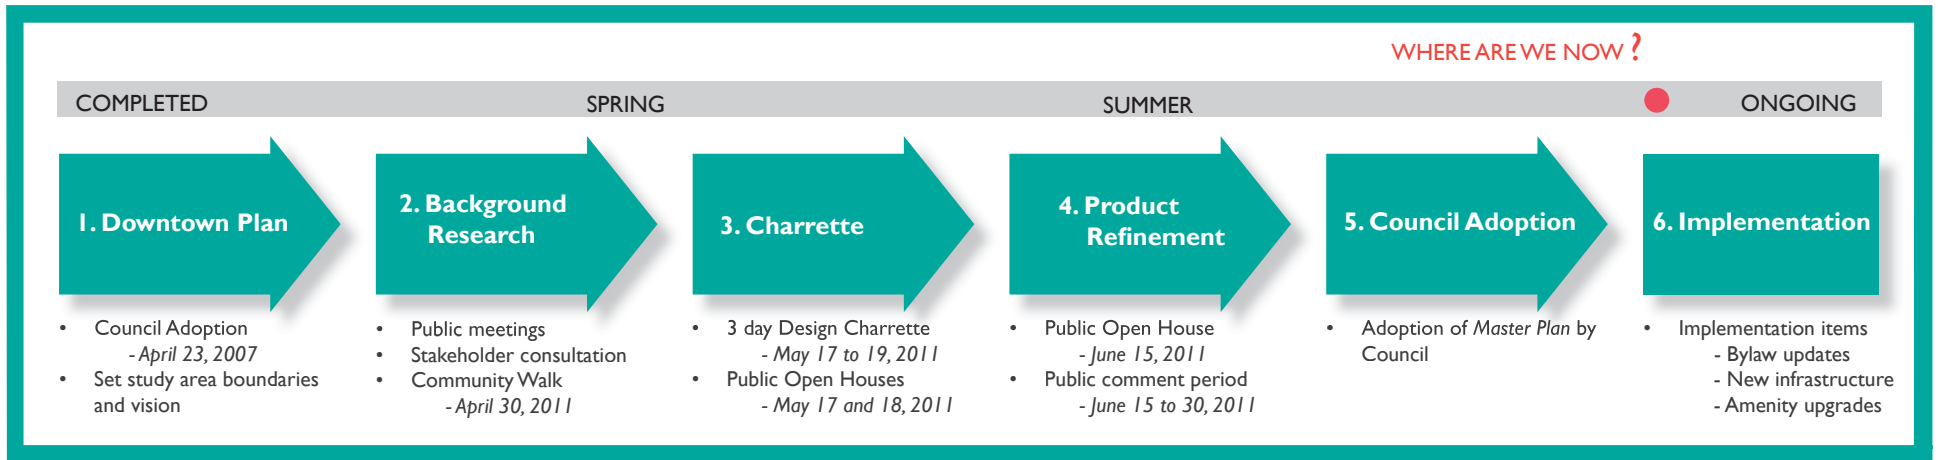 WHERE ARE WE NOW ?
COMPLETED
SPRING
SUMMER
ONGOING
1. Downtown Plan
2. Background
Research
3. Charrette
4. Product
Refinement
5. Council Adoption
6. Implementation
• Council Adoption
- April 23, 2007
• Set study area boundaries
and vision
• Public meetings
• Stakeholder consultation
• Community Walk
- April 30, 2011
• 3 day Design Charrette
- May 17 to 19, 2011
• Public Open Houses
- May 17 and 18, 2011
• Public Open House
- June 15, 2011
• Public comment period
- June 15 to 30, 2011
• Adoption of Master Plan by
Council
• Implementation items
- Bylaw updates
- New infrastructure
- Amenity upgrades